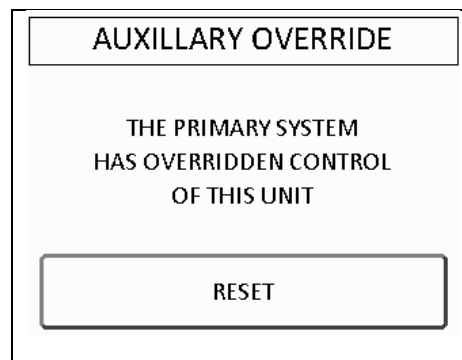 AUXILLARY OVERRIDE
THE PRIMARY SYSTEM
HAS OVERRIDDEN CONTROL
OF THIS UNIT
RESET